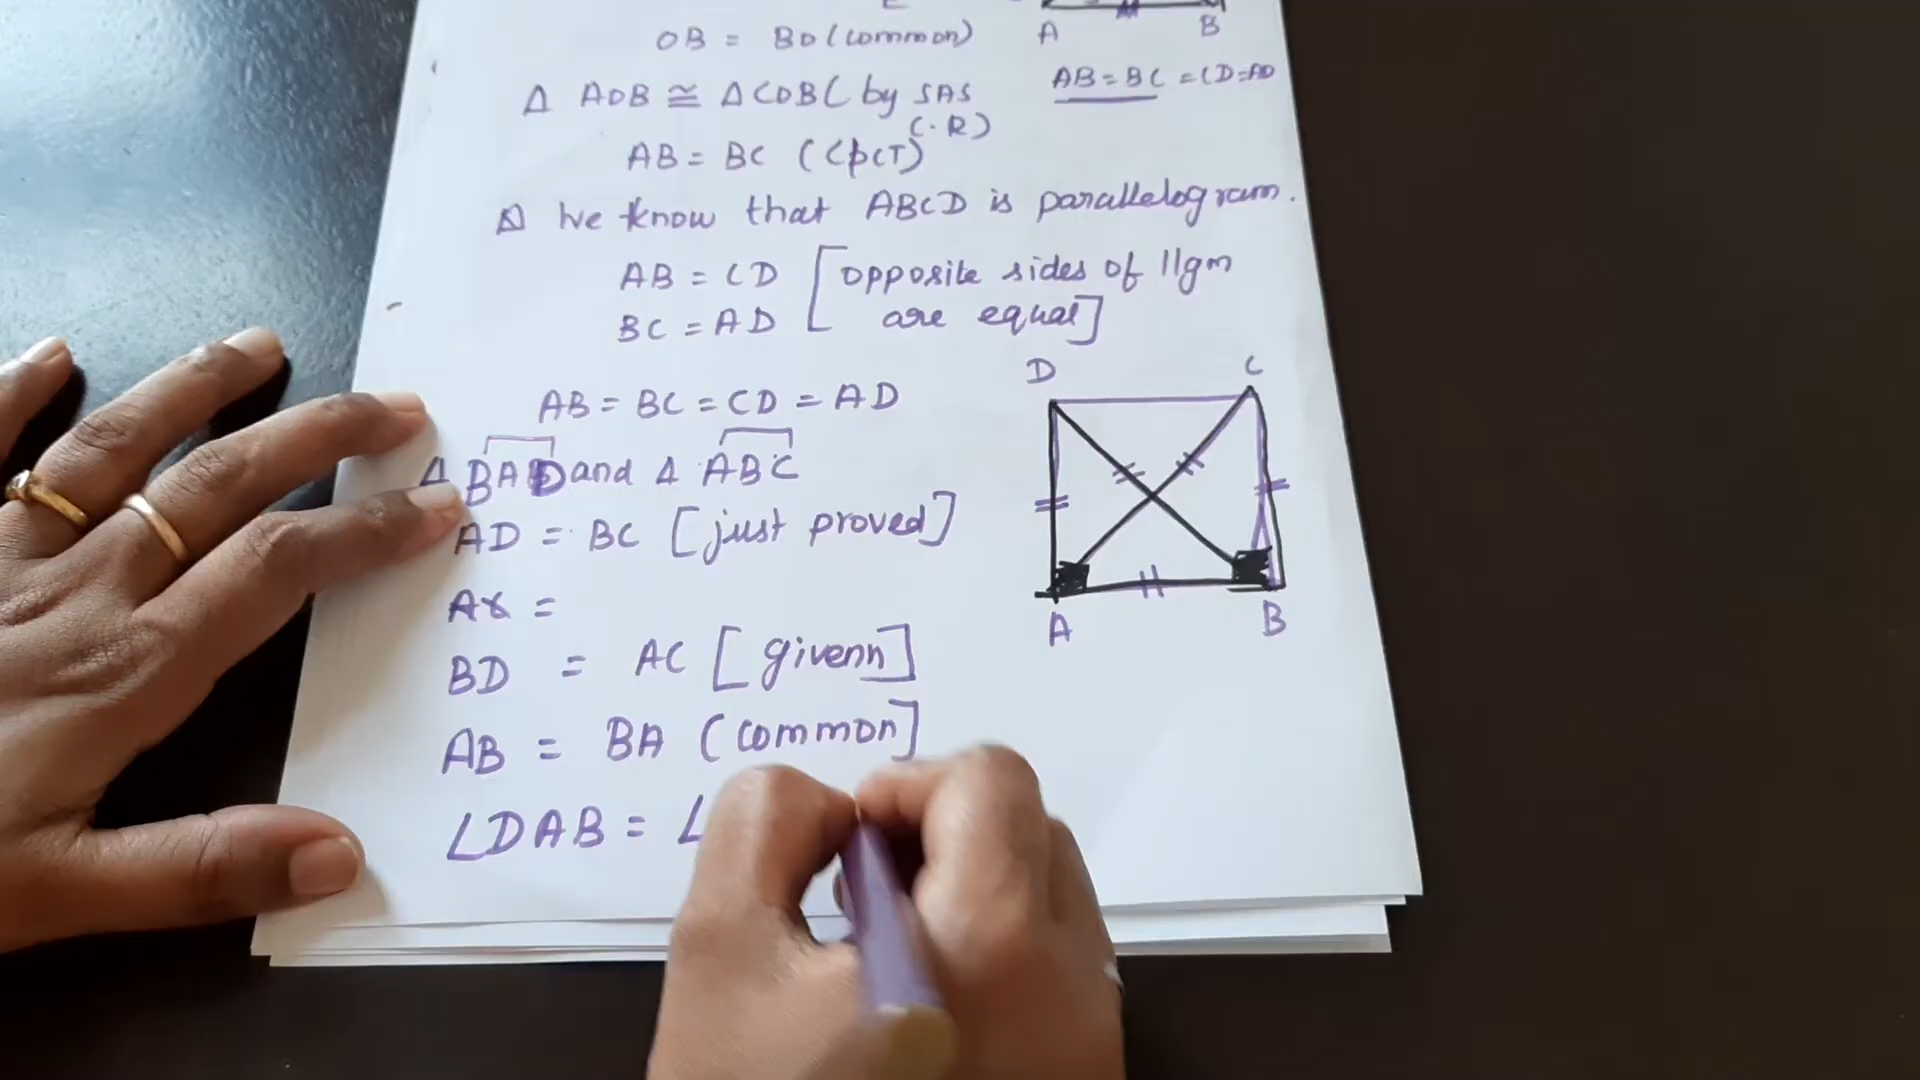 A B
OB = BO (common)
AB = BC = CD = AD
Δ AOB ≅ Δ COB ( by SAS
C.R)
AB = BC (CPCT)
We know that ABCD is parallelogram.
AB = CD [opposite sides of llgm
BC = AD [ are equal]
D C
AB = BC = CD = AD
Δ BAD and Δ ABC
AD = BC [just proved]
A =
A B
BD = AC [givenn]
AB = BA (common]
∠DAB = ∠